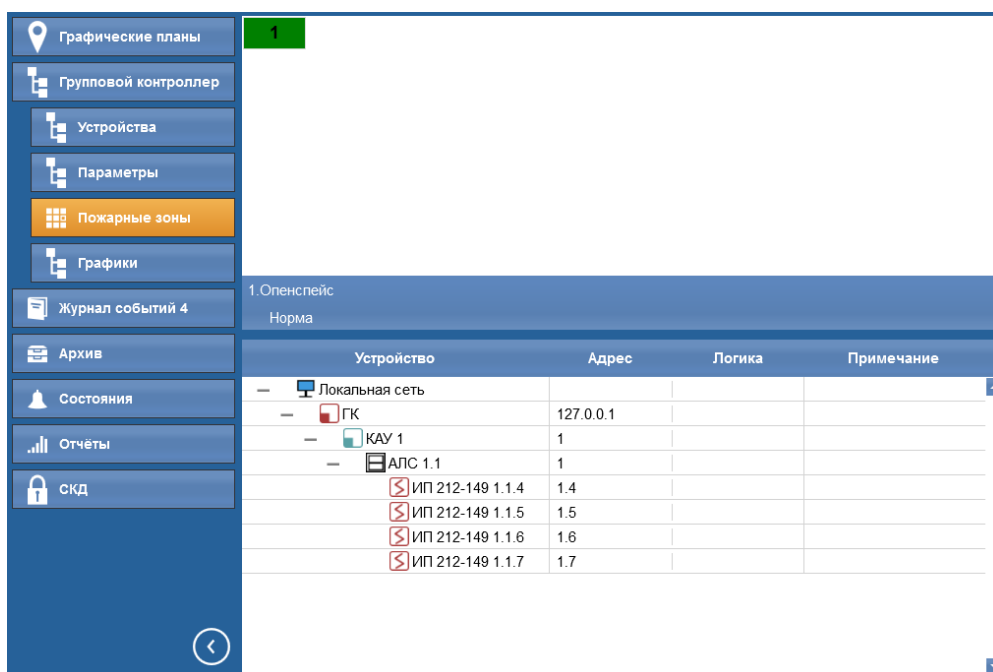 Графические планы
Групповой контроллер
Устройства
Параметры
Пожарные зоны
Графики
Журнал событий 4
Архив
Состояния
Отчёты
СКД
1
1.Опенспейс
Норма
Устройство Адрес Логика Примечание
Локальная сеть
ГК 127.0.0.1
КАУ 1 1
АЛС 1.1 1
ИП 212-149 1.1.4 1.4
ИП 212-149 1.1.5 1.5
ИП 212-149 1.1.6 1.6
ИП 212-149 1.1.7 1.7